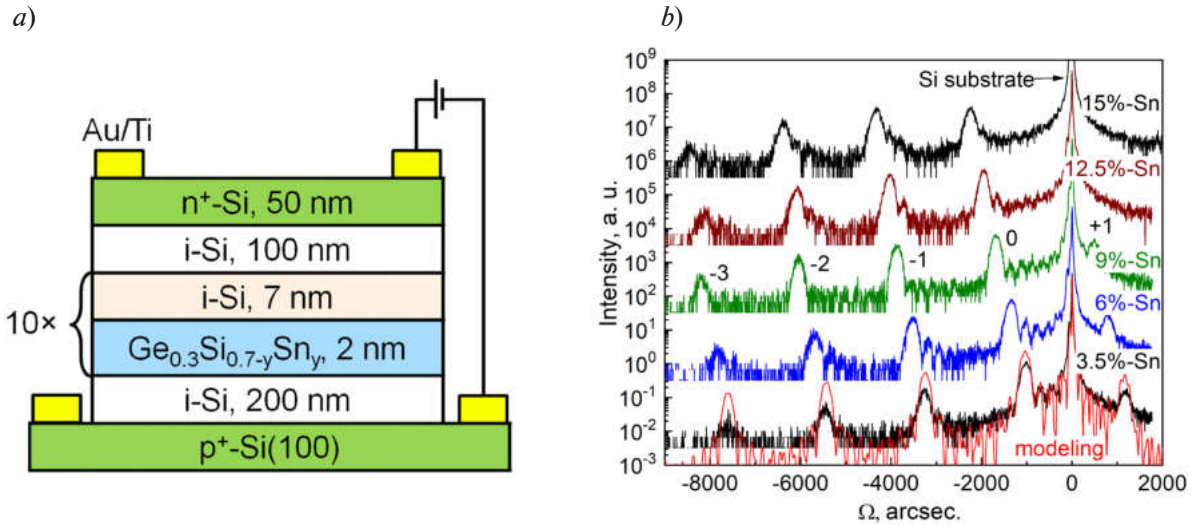 a)
b)
Au/Ti
n⁺-Si, 50 nm
i-Si, 100 nm
10×
i-Si, 7 nm
Ge₀.₃Si₀.₇₋ySny, 2 nm
i-Si, 200 nm
p⁺-Si(100)
Intensity, a. u.
10⁹
10⁸
10⁷
10⁶
10⁵
10⁴
10³
10²
10¹
10⁰
10⁻¹
10⁻²
10⁻³
Si substrate
15%-Sn
12.5%-Sn
+1
0
-1
-2
-3
9%-Sn
6%-Sn
3.5%-Sn
modeling
-8000 -6000 -4000 -2000 0 2000
Ω, arcsec.